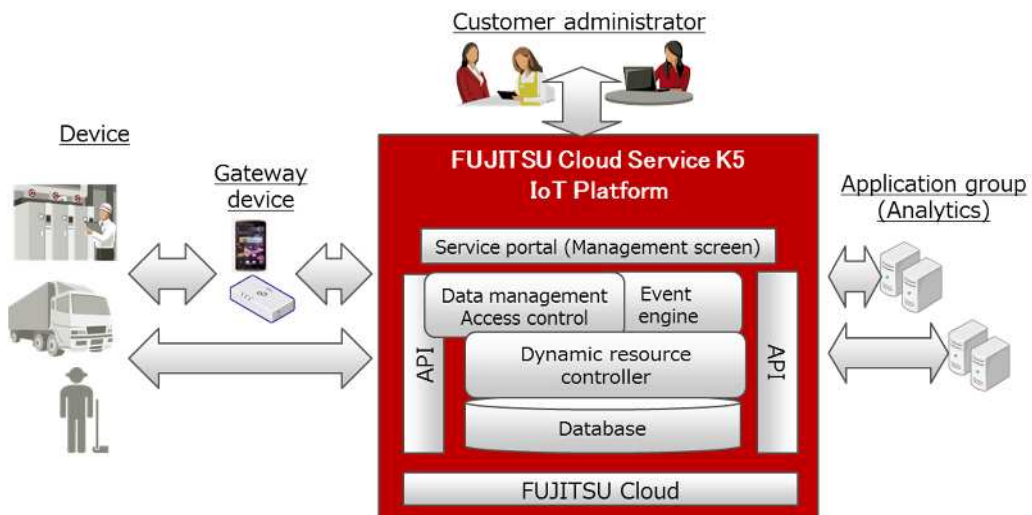 Customer administrator
Device
Gateway
device
FUJITSU Cloud Service K5
IoT Platform
Application group
(Analytics)
Service portal (Management screen)
Data management
Access control
Event
engine
API
Dynamic resource
controller
API
Database
FUJITSU Cloud